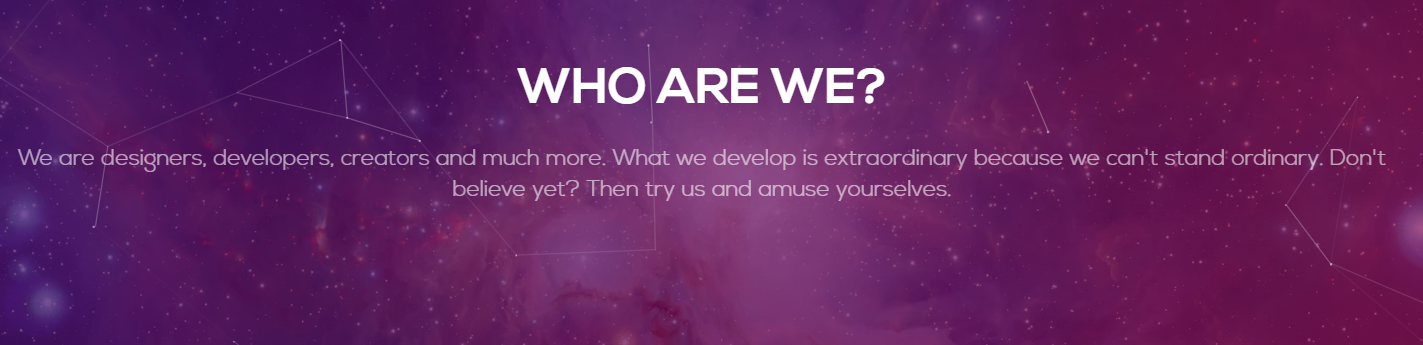 WHO ARE WE?
We are designers, developers, creators and much more. What we develop is extraordinary because we can't stand ordinary. Don't
believe yet? Then try us and amuse yourselves.